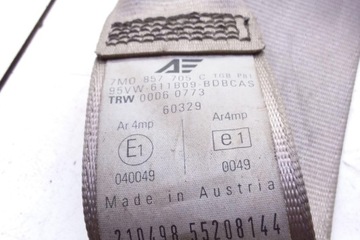 AE
7M0 857 705 C
95VW-611B09-BDBCAS
TRW 0006 0773
60329
Ar4mp Ar4mp
E1 e1
040049 0049
Made in Austria
210498 55208144